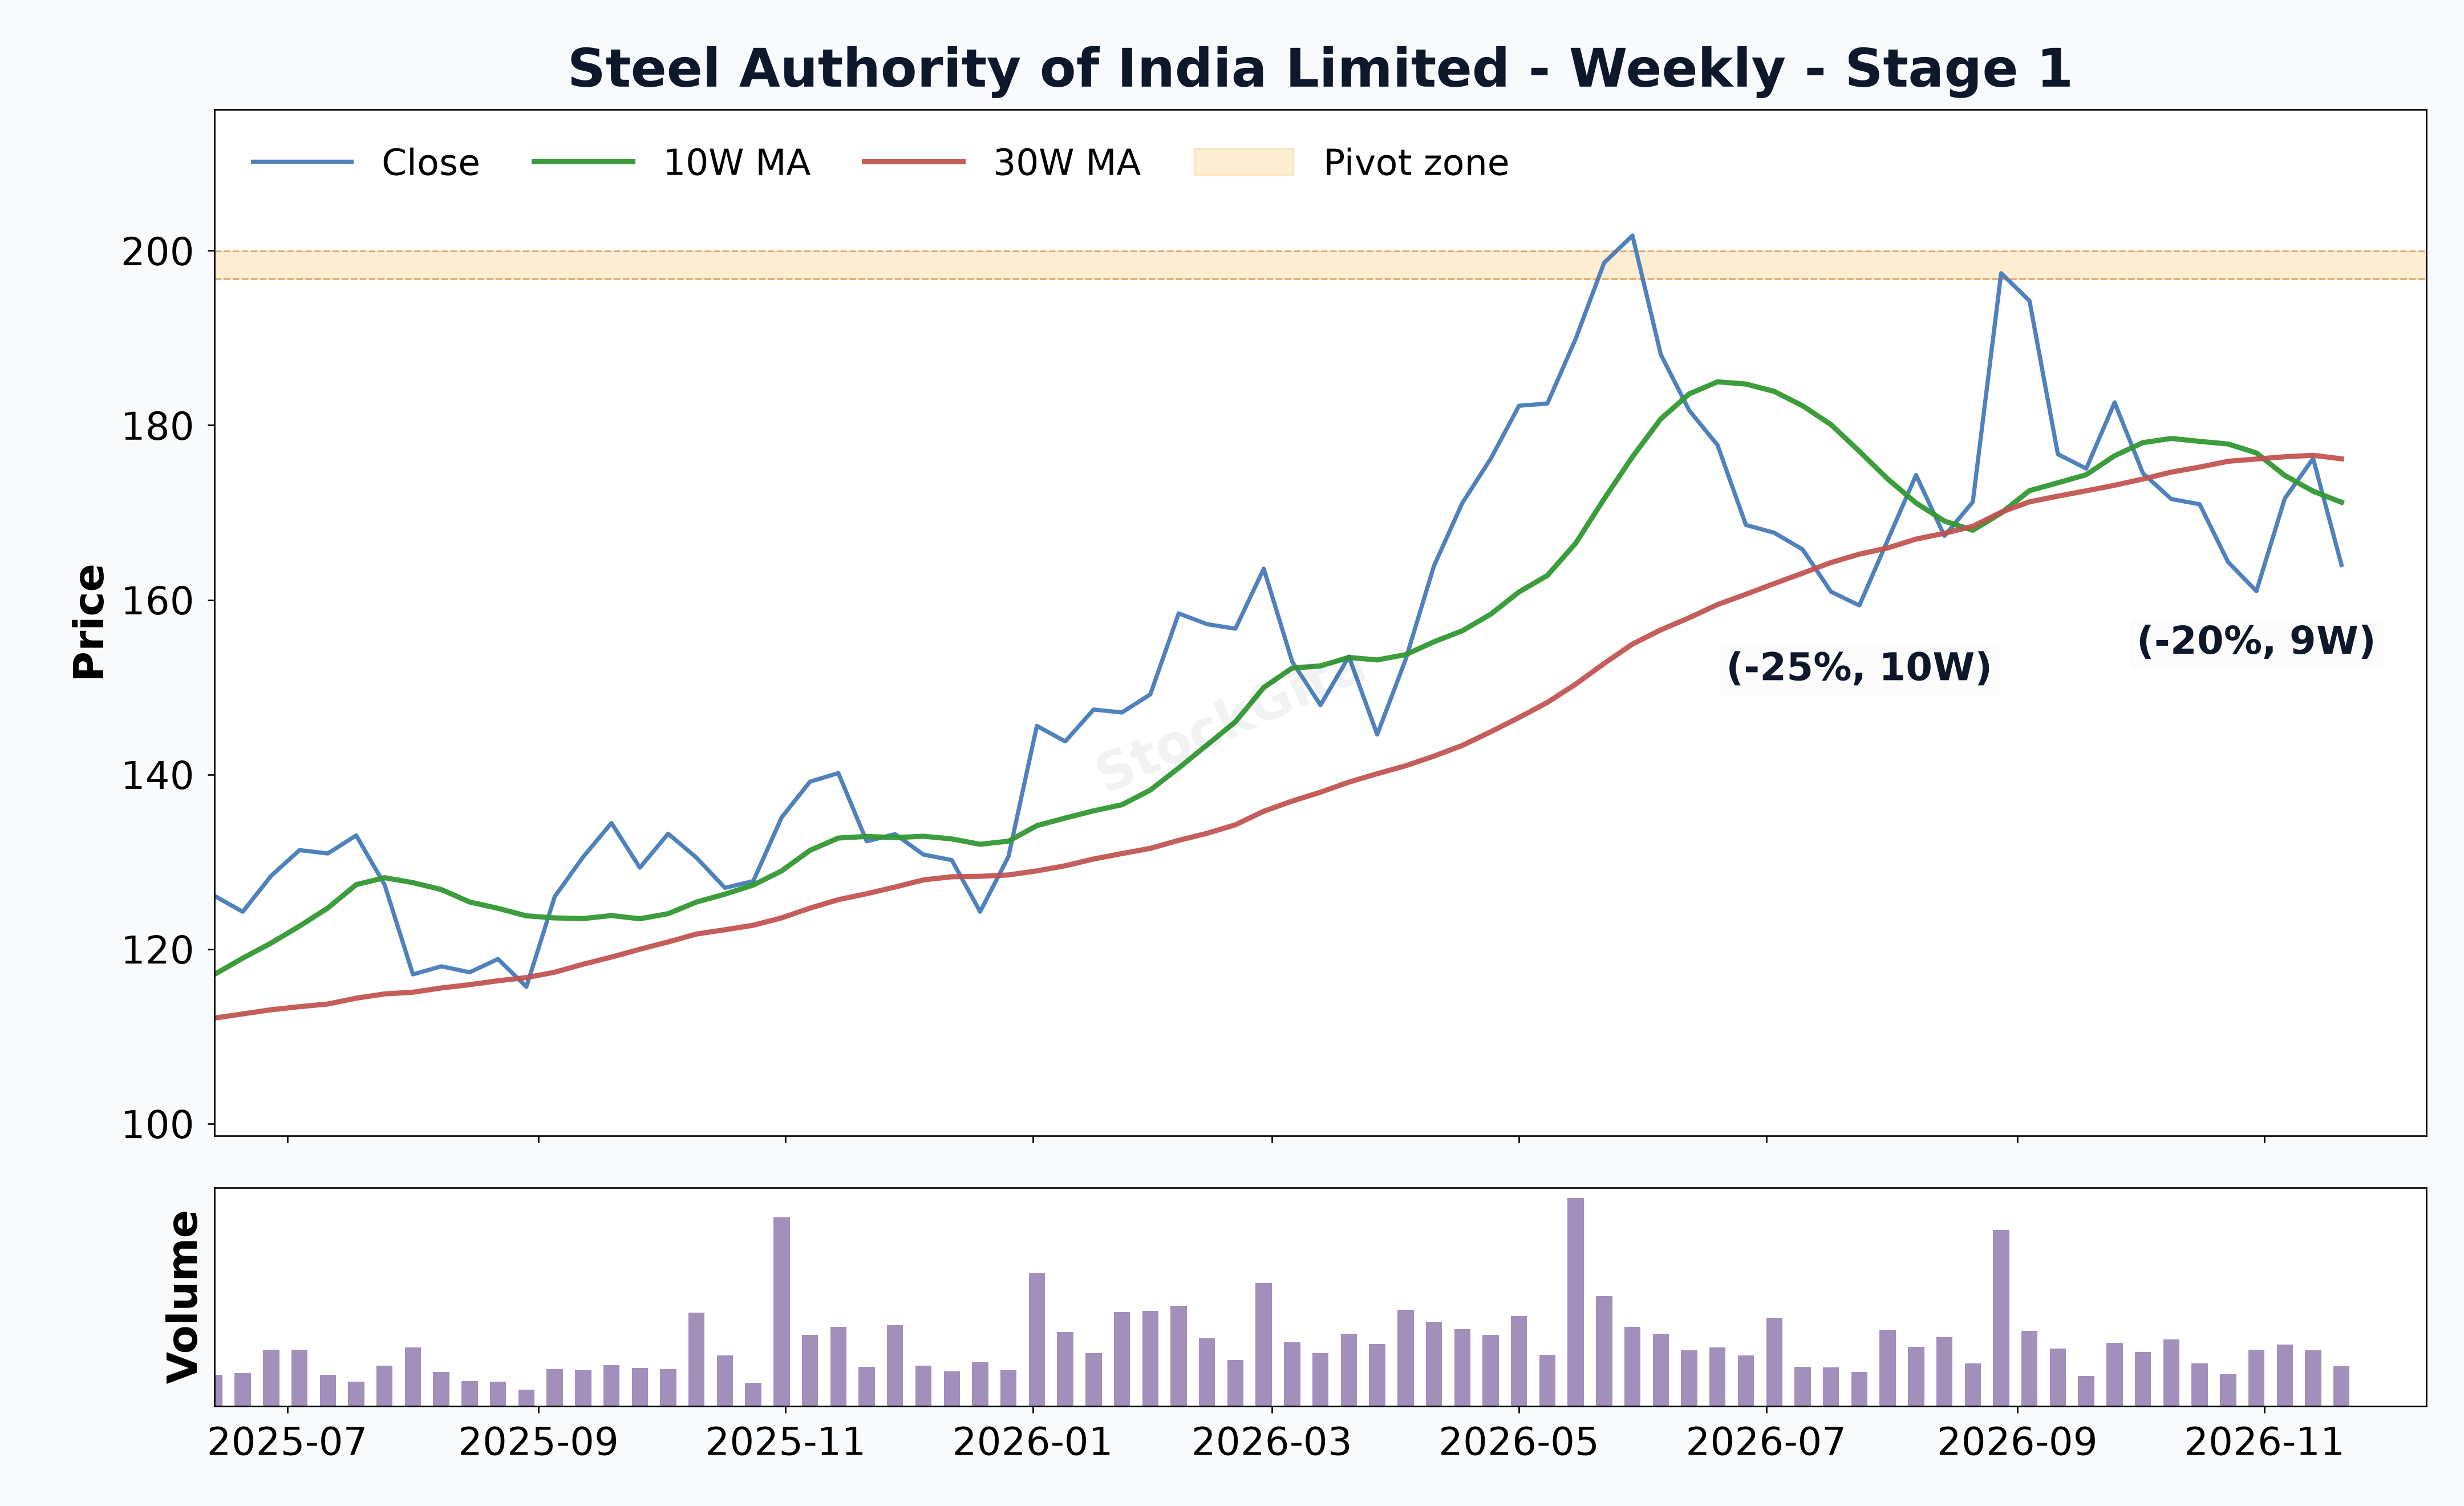 Steel Authority of India Limited - Weekly - Stage 1
Close 10W MA 30W MA Pivot zone
200
180
160
140
120
100
Price
(-25%, 10W)
(-20%, 9W)
Volume
2025-07 2025-09 2025-11 2026-01 2026-03 2026-05 2026-07 2026-09 2026-11